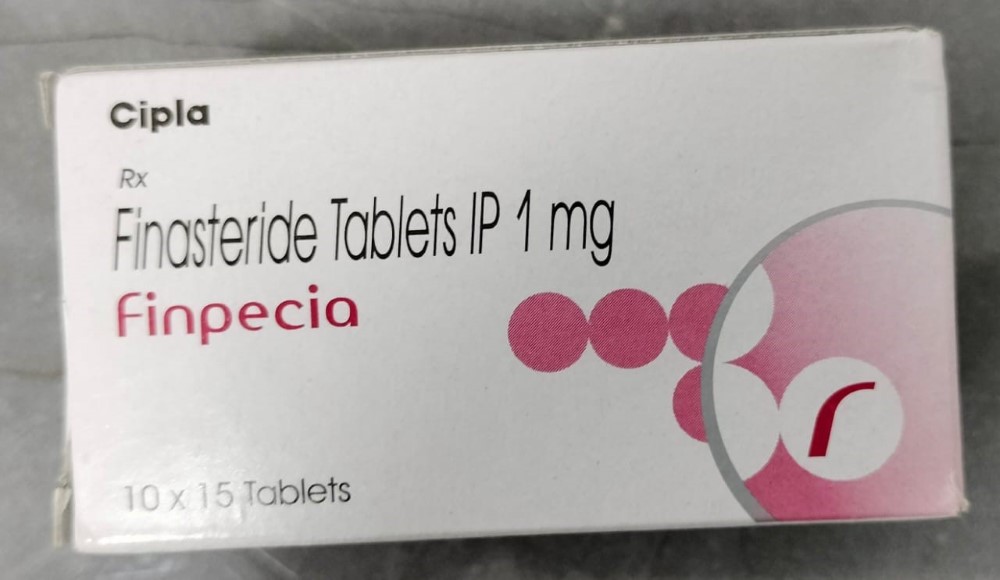 Cipla
Rx
Finasteride Tablets IP 1 mg
Finpecia
10 x 15 Tablets